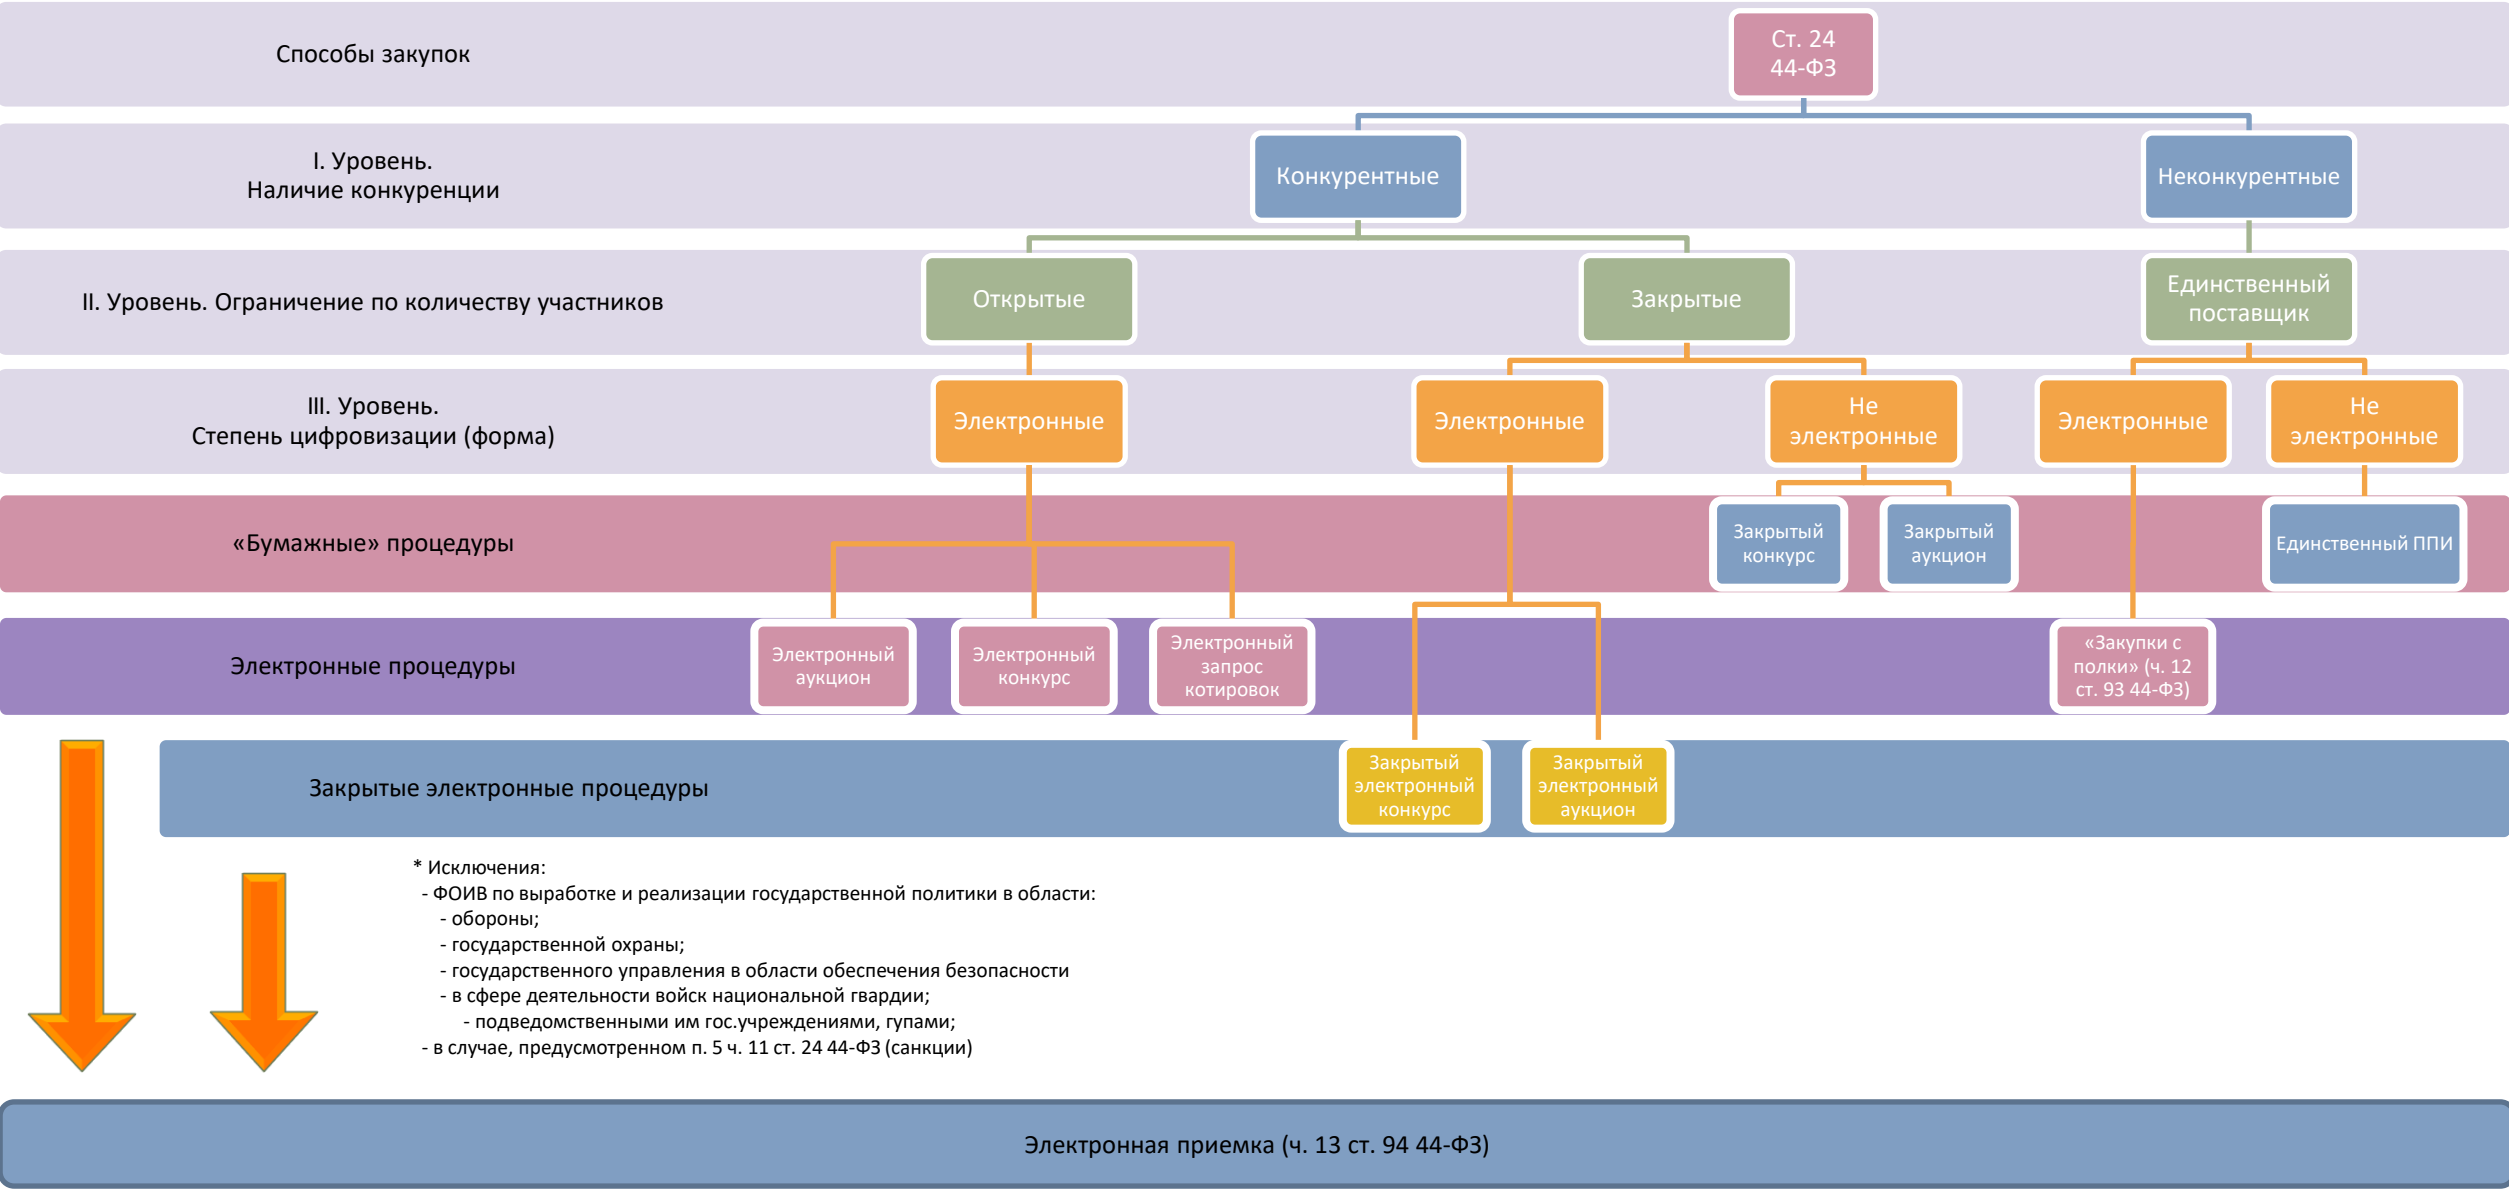 Способы закупок
Ст. 24
44-ФЗ
I. Уровень.
Наличие конкуренции
Конкурентные
Неконкурентные
II. Уровень. Ограничение по количеству участников
Открытые
Закрытые
Единственный
поставщик
III. Уровень.
Степень цифровизации (форма)
Электронные
Электронные
Не
электронные
Электронные
Не
электронные
«Бумажные» процедуры
Закрытый
конкурс
Закрытый
аукцион
Единственный ППИ
Электронные процедуры
Электронный
аукцион
Электронный
конкурс
Электронный
запрос
котировок
«Закупки с
полки» (ч. 12
ст. 93 44-ФЗ)
Закрытые электронные процедуры
Закрытый
электронный
конкурс
Закрытый
электронный
аукцион
* Исключения:
- ФОИВ по выработке и реализации государственной политики в области:
- обороны;
- государственной охраны;
- государственного управления в области обеспечения безопасности
- в сфере деятельности войск национальной гвардии;
- подведомственными им гос.учреждениями, гупами;
- в случае, предусмотренном п. 5 ч. 11 ст. 24 44-ФЗ (санкции)
Электронная приемка (ч. 13 ст. 94 44-ФЗ)